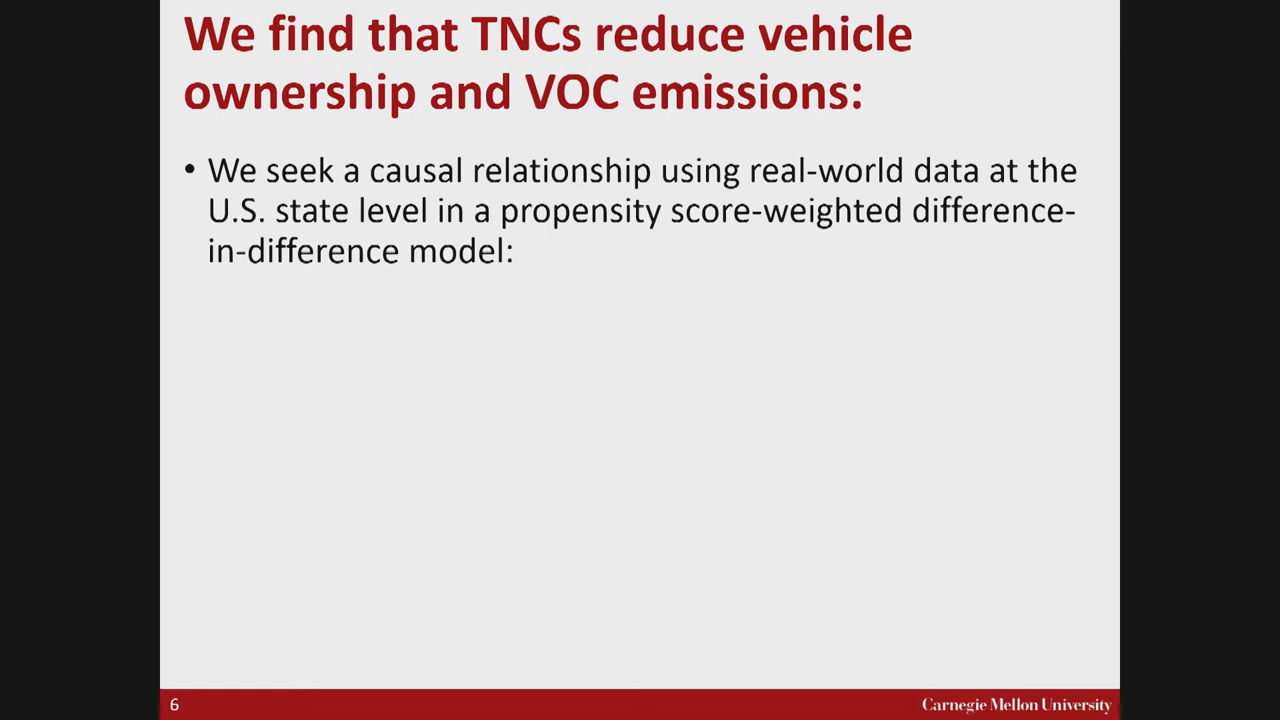 We find that TNCs reduce vehicle
ownership and VOC emissions:
• We seek a causal relationship using real-world data at the
U.S. state level in a propensity score-weighted difference-
in-difference model:
6
Carnegie Mellon University